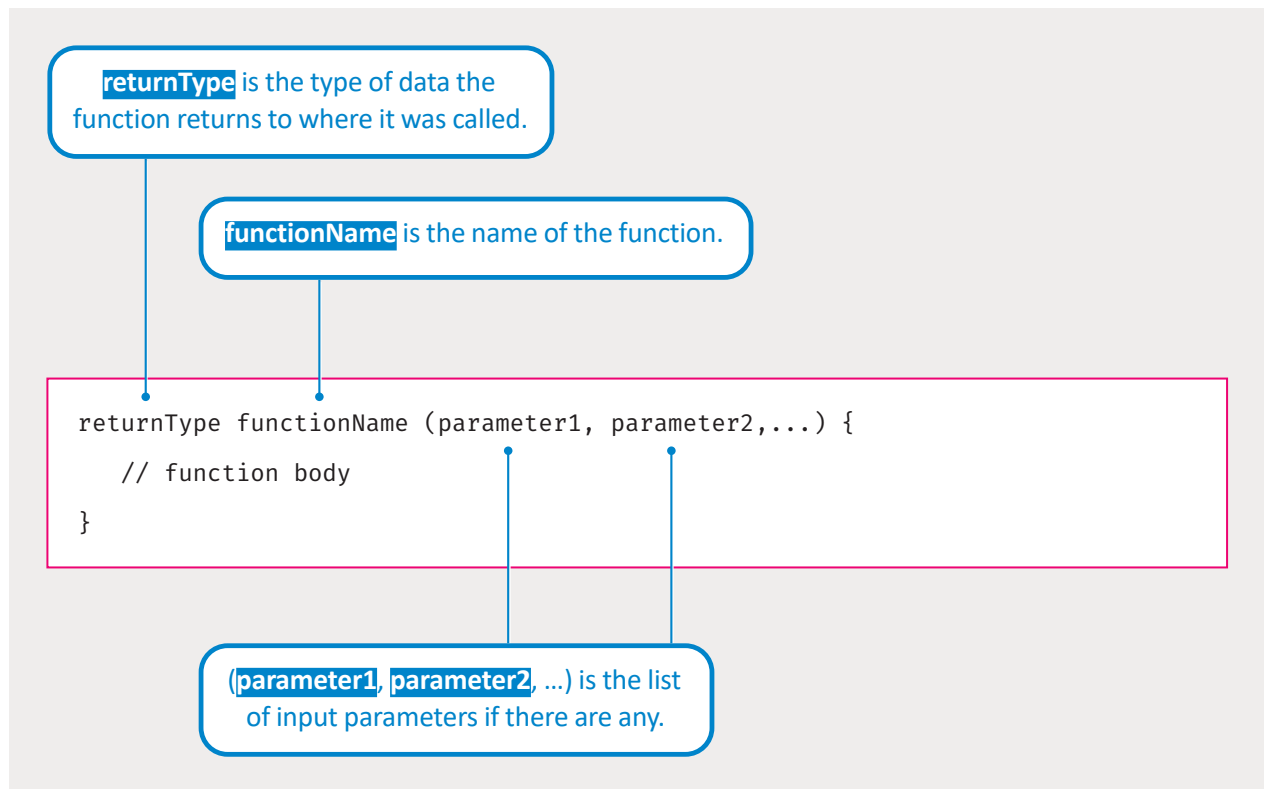 returnType is the type of data the
function returns to where it was called.
functionName is the name of the function.
returnType functionName (parameter1, parameter2,...) {
// function body
}
(parameter1, parameter2, ...) is the list
of input parameters if there are any.